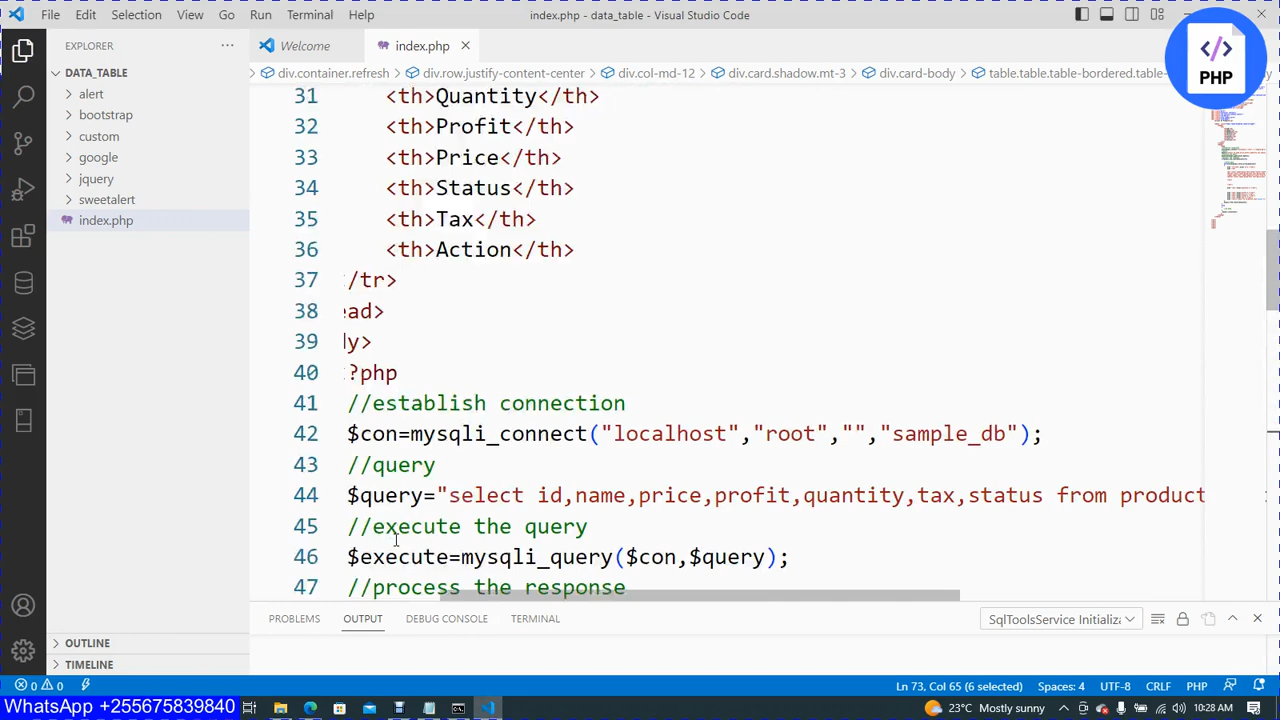 File Edit Selection View Go Run Terminal Help
index.php - data_table - Visual Studio Code
</>
PHP
EXPLORER
DATA_TABLE
alert
bootstrap
custom
google
jquery
sweetalert
index.php
OUTLINE
TIMELINE
Welcome index.php
div.container.refresh > div.row.justify-content-center > div.col-md-12 > div.card.shadow.mt-3 > div.card-body > table.table.table-bordered.table-
31 <th>Quantity</th>
32 <th>Profit</th>
33 <th>Price</th>
34 <th>Status</th>
35 <th>Tax</th>
36 <th>Action</th>
37 /tr>
38 ead>
39 dy>
40 ?php
41 //establish connection
42 $con=mysqli_connect("localhost","root","","sample_db");
43 //query
44 $query="select id,name,price,profit,quantity,tax,status from product
45 //execute the query
46 $execute=mysqli_query($con,$query);
47 //process the response
PROBLEMS OUTPUT DEBUG CONSOLE TERMINAL
SqlToolsService Initializa
0 0
Ln 73, Col 65 (6 selected) Spaces: 4 UTF-8 CRLF PHP
WhatsApp +255675839840
23°C Mostly sunny
10:28 AM